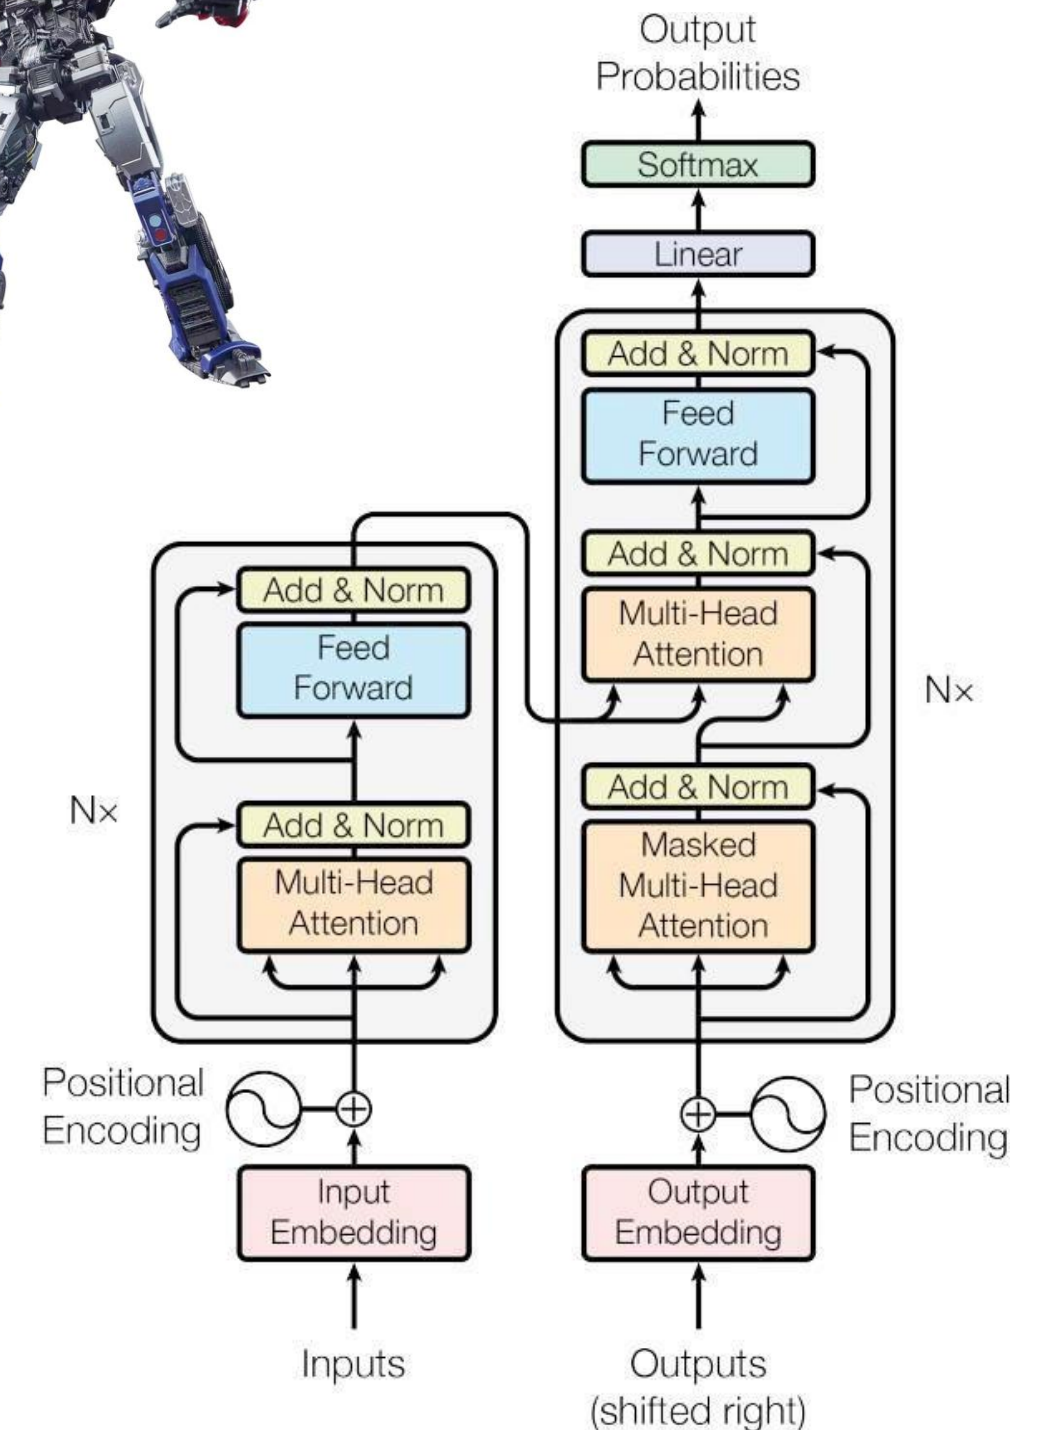 Output
Probabilities
Softmax
Linear
Add & Norm
Feed
Forward
Add & Norm
Multi-Head
Attention
Nx
Add & Norm
Masked
Multi-Head
Attention
Add & Norm
Feed
Forward
Nx
Add & Norm
Multi-Head
Attention
Positional
Encoding
Positional
Encoding
Input
Embedding
Output
Embedding
Inputs
Outputs
(shifted right)